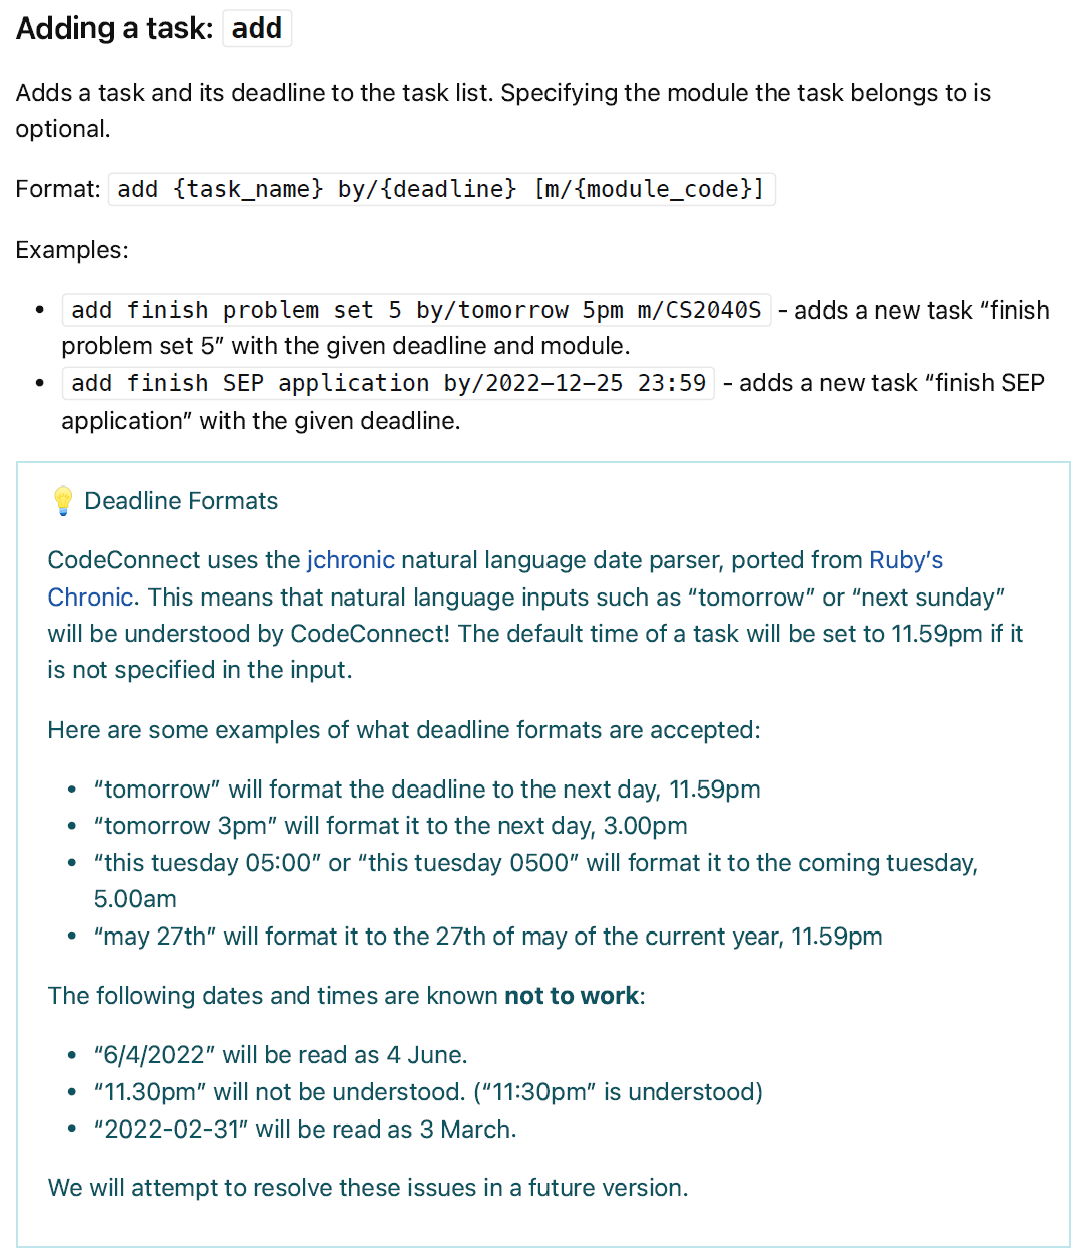 Adding a task: add
Adds a task and its deadline to the task list. Specifying the module the task belongs to is
optional.
Format: add {task_name} by/{deadline} [m/{module_code}]
Examples:
• add finish problem set 5 by/tomorrow 5pm m/CS2040S - adds a new task “finish
problem set 5” with the given deadline and module.
• add finish SEP application by/2022–12–25 23:59 - adds a new task “finish SEP
application” with the given deadline.
💡 Deadline Formats
CodeConnect uses the jchronic natural language date parser, ported from Ruby’s
Chronic. This means that natural language inputs such as “tomorrow” or “next sunday”
will be understood by CodeConnect! The default time of a task will be set to 11.59pm if it
is not specified in the input.
Here are some examples of what deadline formats are accepted:
• “tomorrow” will format the deadline to the next day, 11.59pm
• “tomorrow 3pm” will format it to the next day, 3.00pm
• “this tuesday 05:00” or “this tuesday 0500” will format it to the coming tuesday,
5.00am
• “may 27th” will format it to the 27th of may of the current year, 11.59pm
The following dates and times are known not to work:
• “6/4/2022” will be read as 4 June.
• “11.30pm” will not be understood. (“11:30pm” is understood)
• “2022-02-31” will be read as 3 March.
We will attempt to resolve these issues in a future version.